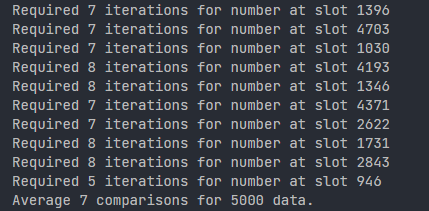 Required 7 iterations for number at slot 1396
Required 7 iterations for number at slot 4703
Required 7 iterations for number at slot 1030
Required 8 iterations for number at slot 4193
Required 8 iterations for number at slot 1346
Required 7 iterations for number at slot 4371
Required 7 iterations for number at slot 2622
Required 8 iterations for number at slot 1731
Required 8 iterations for number at slot 2843
Required 5 iterations for number at slot 946
Average 7 comparisons for 5000 data.